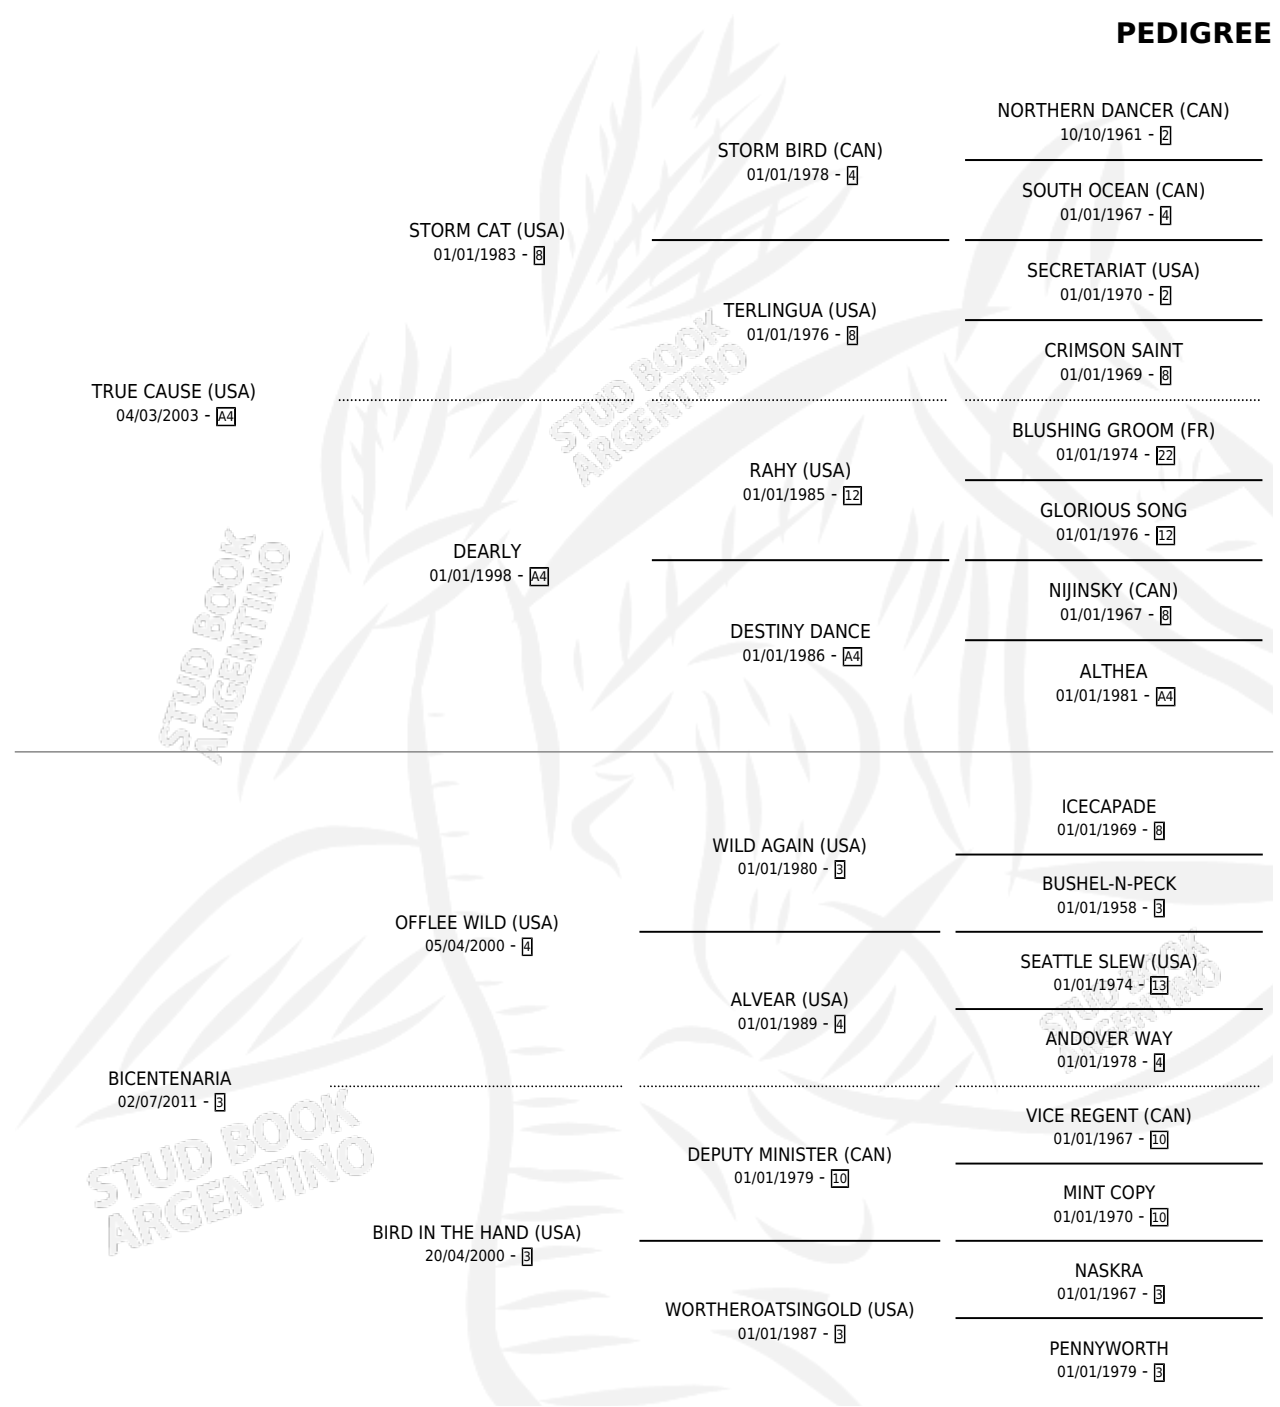 PEDIGREE
NORTHERN DANCER (CAN)
10/10/1961 - 2
STORM BIRD (CAN)
01/01/1978 - 4
SOUTH OCEAN (CAN)
01/01/1967 - 4
STORM CAT (USA)
01/01/1983 - 8
SECRETARIAT (USA)
01/01/1970 - 2
TERLINGUA (USA)
01/01/1976 - 8
CRIMSON SAINT
01/01/1969 - 8
TRUE CAUSE (USA)
04/03/2003 - A4
BLUSHING GROOM (FR)
01/01/1974 - 22
RAHY (USA)
01/01/1985 - 12
GLORIOUS SONG
01/01/1976 - 12
DEARLY
01/01/1998 - A4
NIJINSKY (CAN)
01/01/1967 - 8
DESTINY DANCE
01/01/1986 - A4
ALTHEA
01/01/1981 - A4
ICECAPADE
01/01/1969 - 8
WILD AGAIN (USA)
01/01/1980 - 3
BUSHEL-N-PECK
01/01/1958 - 3
OFFLEE WILD (USA)
05/04/2000 - 4
SEATTLE SLEW (USA)
01/01/1974 - 13
ALVEAR (USA)
01/01/1989 - 4
ANDOVER WAY
01/01/1978 - 4
BICENTENARIA
02/07/2011 - 3
VICE REGENT (CAN)
01/01/1967 - 10
DEPUTY MINISTER (CAN)
01/01/1979 - 10
MINT COPY
01/01/1970 - 10
BIRD IN THE HAND (USA)
20/04/2000 - 3
NASKRA
01/01/1967 - 3
WORTHEROATSINGOLD (USA)
01/01/1987 - 3
PENNYWORTH
01/01/1979 - 3
STUD BOOK
ARGENTINO
STUD BOOK
ARGENTINO
STUD BOOK
ARGENTINO
STUD BOOK
ARGENTINO